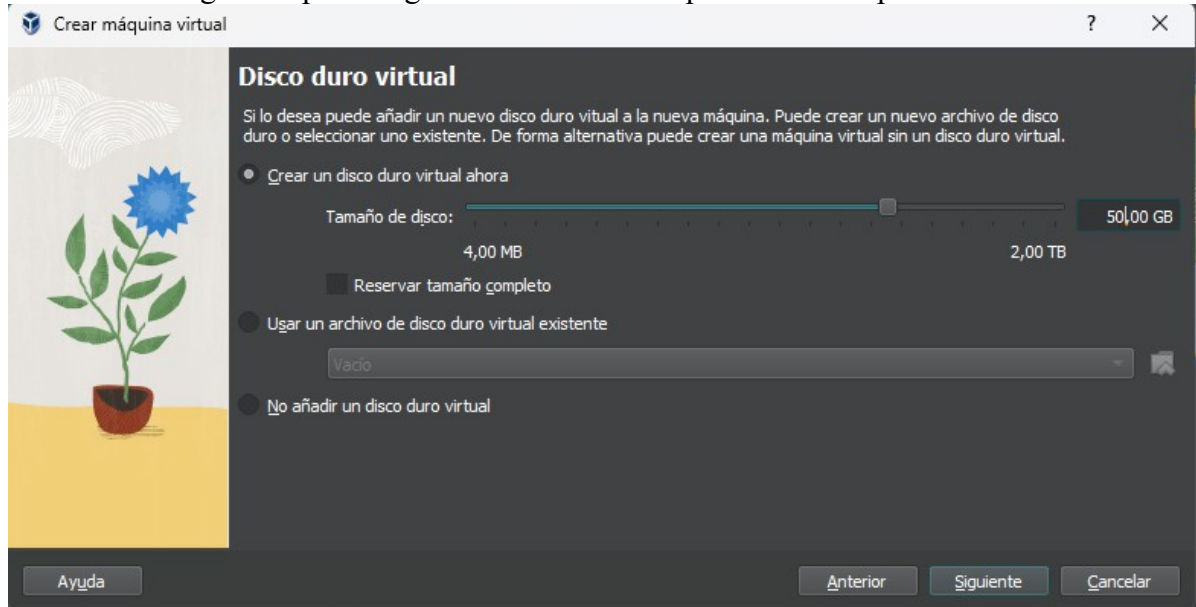 Crear máquina virtual
?
Disco duro virtual
Si lo desea puede añadir un nuevo disco duro vitual a la nueva máquina. Puede crear un nuevo archivo de disco
duro o seleccionar uno existente. De forma alternativa puede crear una máquina virtual sin un disco duro virtual.
Crear un disco duro virtual ahora
Tamaño de disco: 50,00 GB
4,00 MB 2,00 TB
Reservar tamaño completo
Usar un archivo de disco duro virtual existente
Vacío
No añadir un disco duro virtual
Ayuda Anterior Siguiente Cancelar